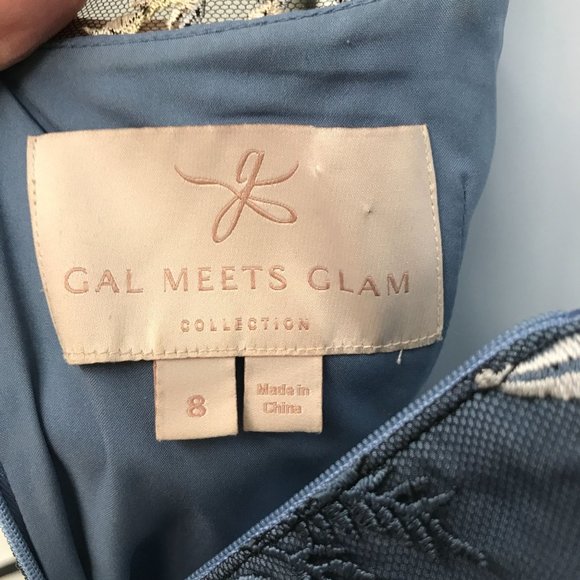 GAL MEETS GLAM
COLLECTION
8
Made in
China